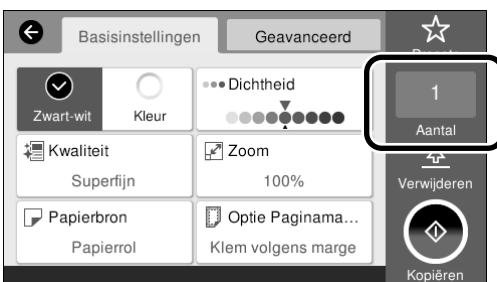 Basisinstellingen
Geavanceerd
Zwart-wit
Kleur
Dichtheid
1
Aantal
Kwaliteit
Superfijn
Zoom
100%
Verwijderen
Papierbron
Papierrol
Optie Paginama...
Klem volgens marge
Kopiëren